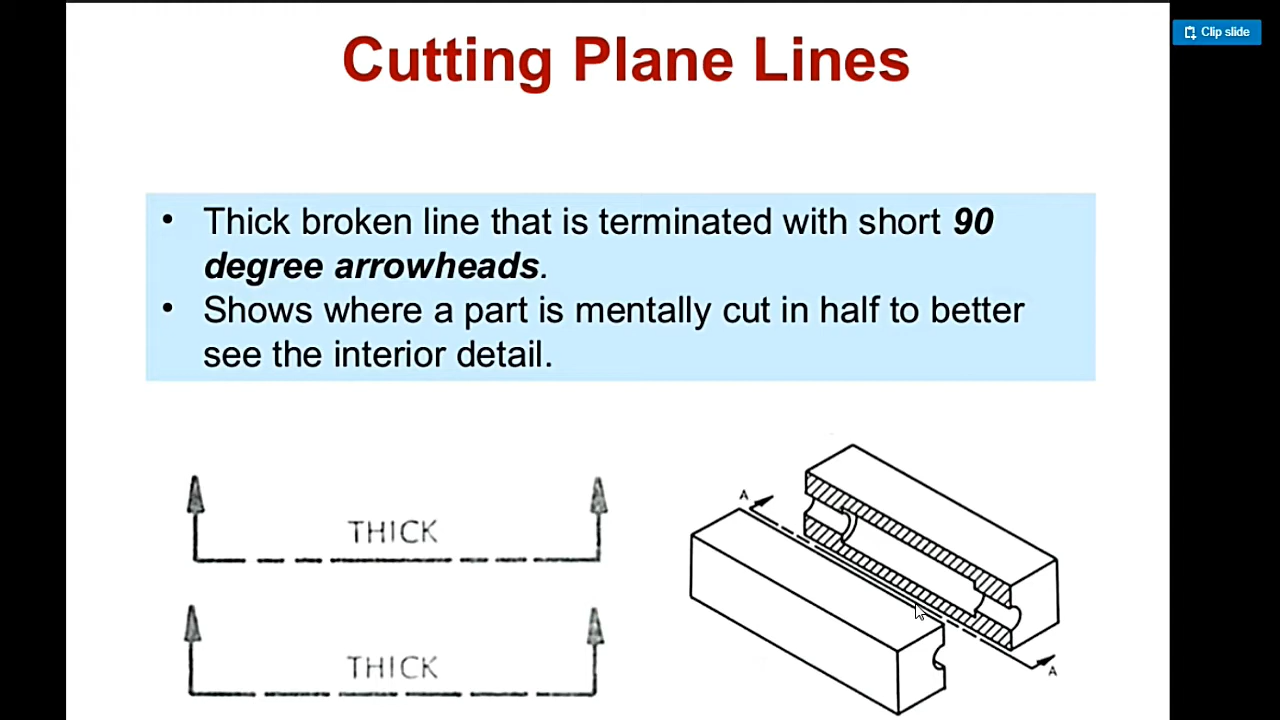 Cutting Plane Lines
Clip slide
• Thick broken line that is terminated with short 90
degree arrowheads.
• Shows where a part is mentally cut in half to better
see the interior detail.
THICK
THICK
A
A